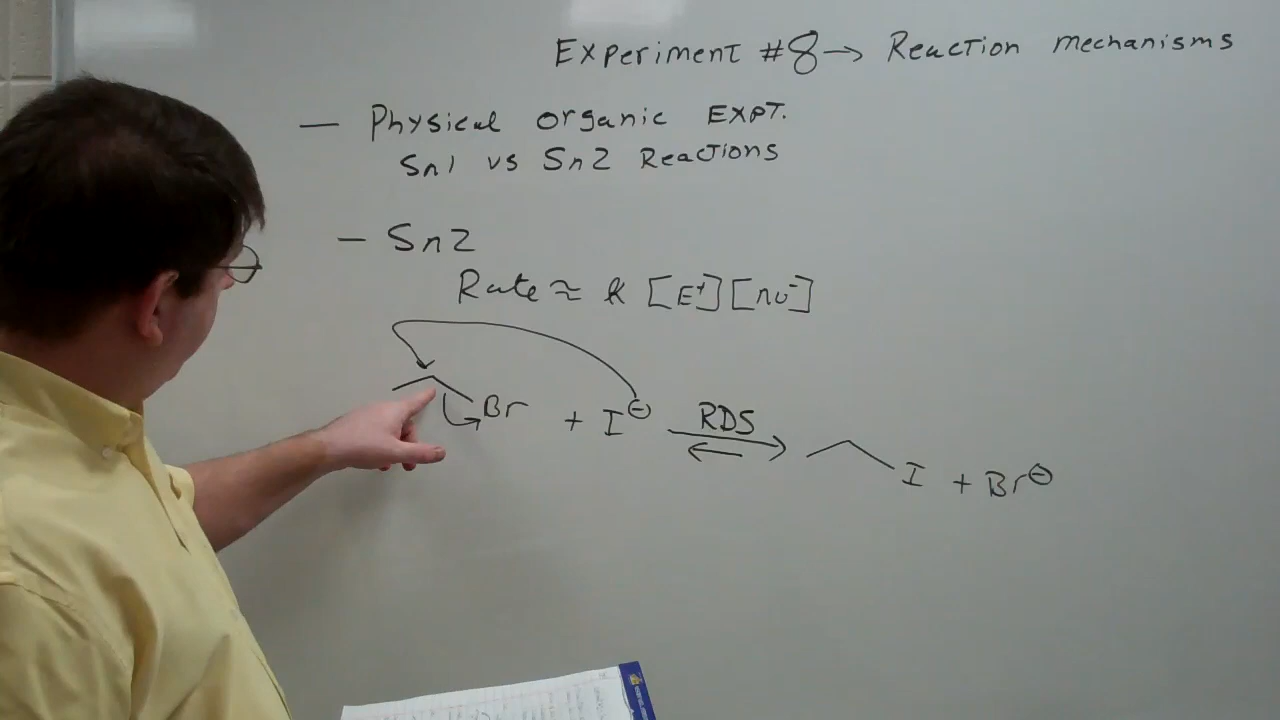 Experiment #8 → Reaction mechanisms
— Physical organic EXPT.
Sn1 vs Sn2 Reactions
— Sn2
Rate ≈ k [E⁺][nu⁻]
Br + I⊖ RDS I + Br⊖